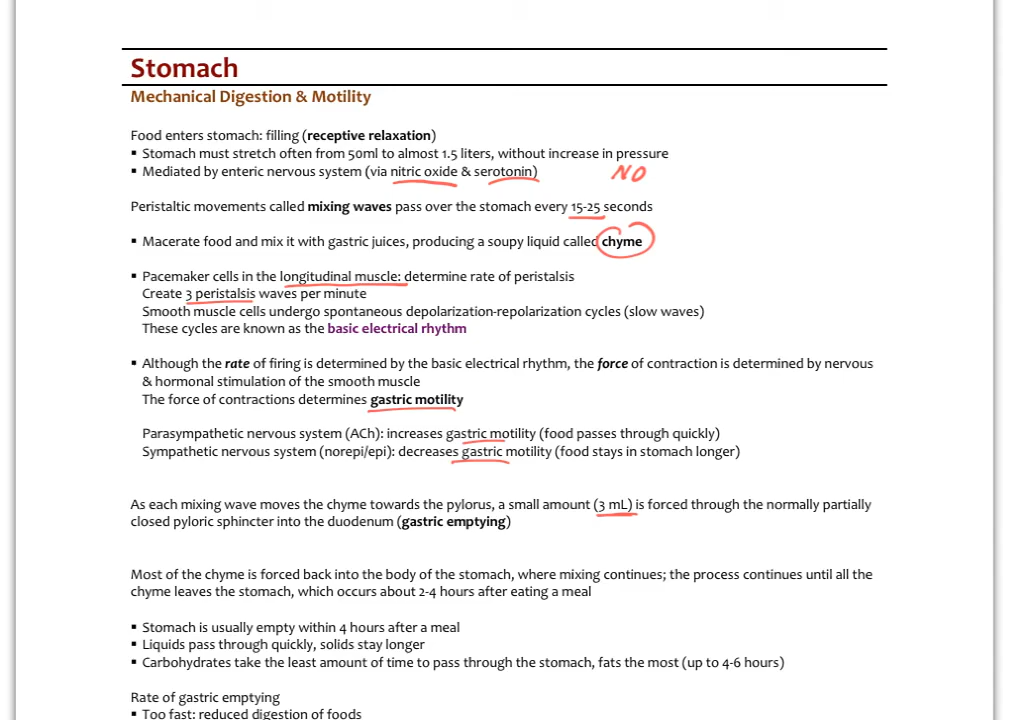 Stomach
Mechanical Digestion & Motility
Food enters stomach: filling (receptive relaxation)
▪ Stomach must stretch often from 50ml to almost 1.5 liters, without increase in pressure
▪ Mediated by enteric nervous system (via nitric oxide & serotonin) NO
Peristaltic movements called mixing waves pass over the stomach every 15-25 seconds
▪ Macerate food and mix it with gastric juices, producing a soupy liquid called chyme
▪ Pacemaker cells in the longitudinal muscle: determine rate of peristalsis
Create 3 peristalsis waves per minute
Smooth muscle cells undergo spontaneous depolarization-repolarization cycles (slow waves)
These cycles are known as the basic electrical rhythm
▪ Although the rate of firing is determined by the basic electrical rhythm, the force of contraction is determined by nervous
& hormonal stimulation of the smooth muscle
The force of contractions determines gastric motility
Parasympathetic nervous system (ACh): increases gastric motility (food passes through quickly)
Sympathetic nervous system (norepi/epi): decreases gastric motility (food stays in stomach longer)
As each mixing wave moves the chyme towards the pylorus, a small amount (3 mL) is forced through the normally partially
closed pyloric sphincter into the duodenum (gastric emptying)
Most of the chyme is forced back into the body of the stomach, where mixing continues; the process continues until all the
chyme leaves the stomach, which occurs about 2-4 hours after eating a meal
▪ Stomach is usually empty within 4 hours after a meal
▪ Liquids pass through quickly, solids stay longer
▪ Carbohydrates take the least amount of time to pass through the stomach, fats the most (up to 4-6 hours)
Rate of gastric emptying
▪ Too fast: reduced digestion of foods